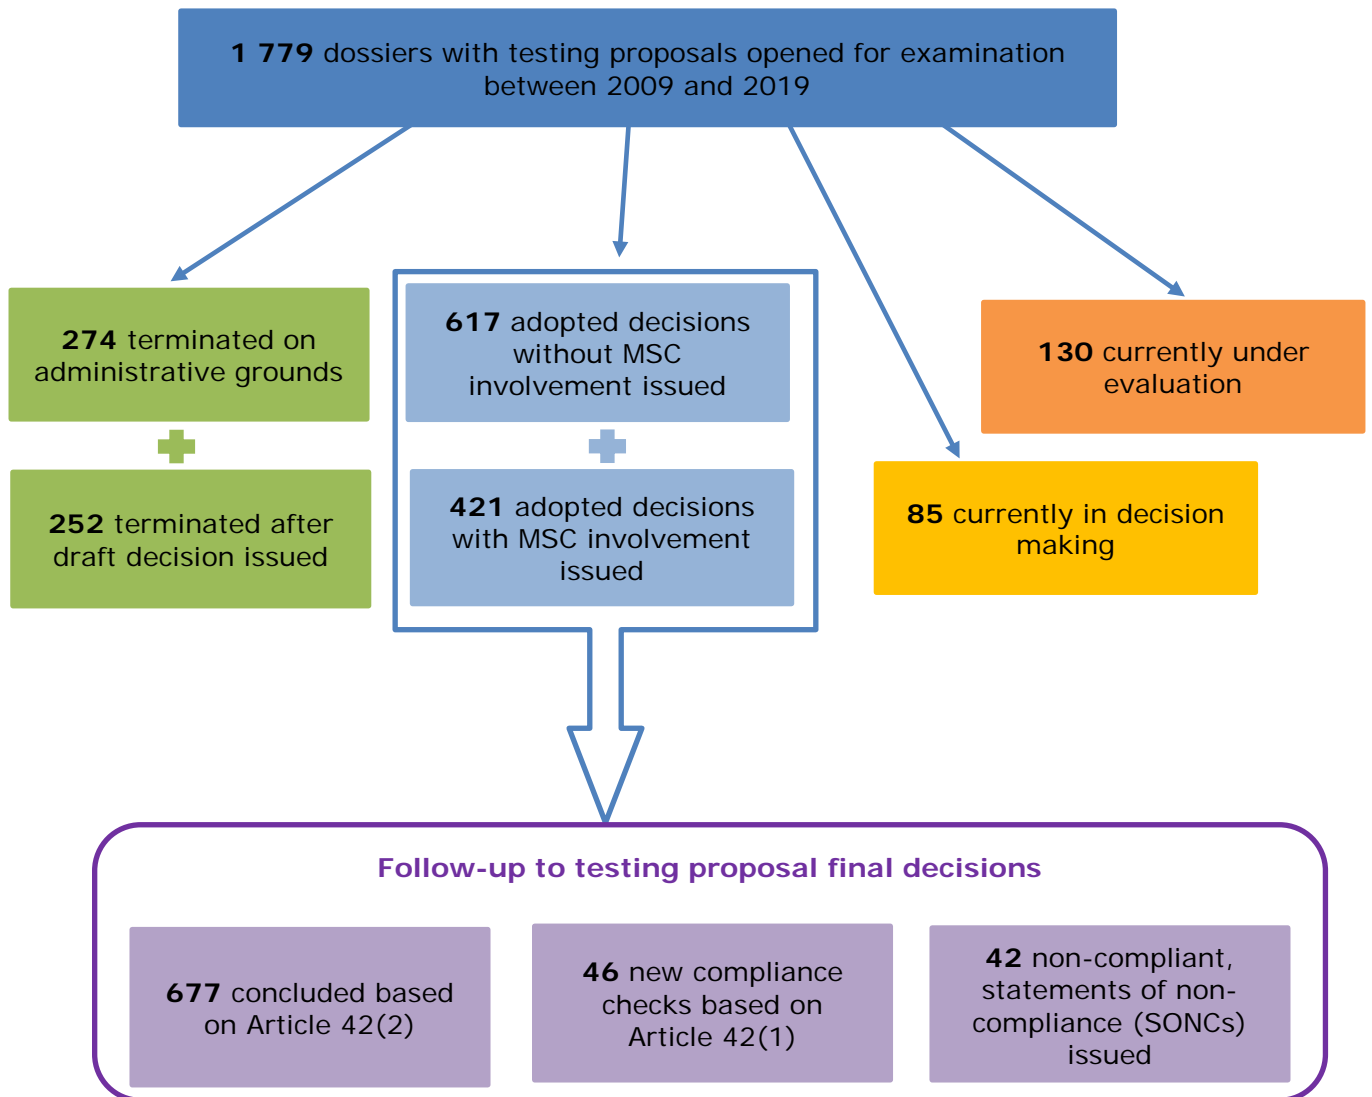 1 779 dossiers with testing proposals opened for examination
between 2009 and 2019
274 terminated on
administrative grounds
252 terminated after
draft decision issued
617 adopted decisions
without MSC
involvement issued
421 adopted decisions
with MSC involvement
issued
130 currently under
evaluation
85 currently in decision
making
Follow-up to testing proposal final decisions
677 concluded based
on Article 42(2)
46 new compliance
checks based on
Article 42(1)
42 non-compliant,
statements of non-
compliance (SONCs)
issued